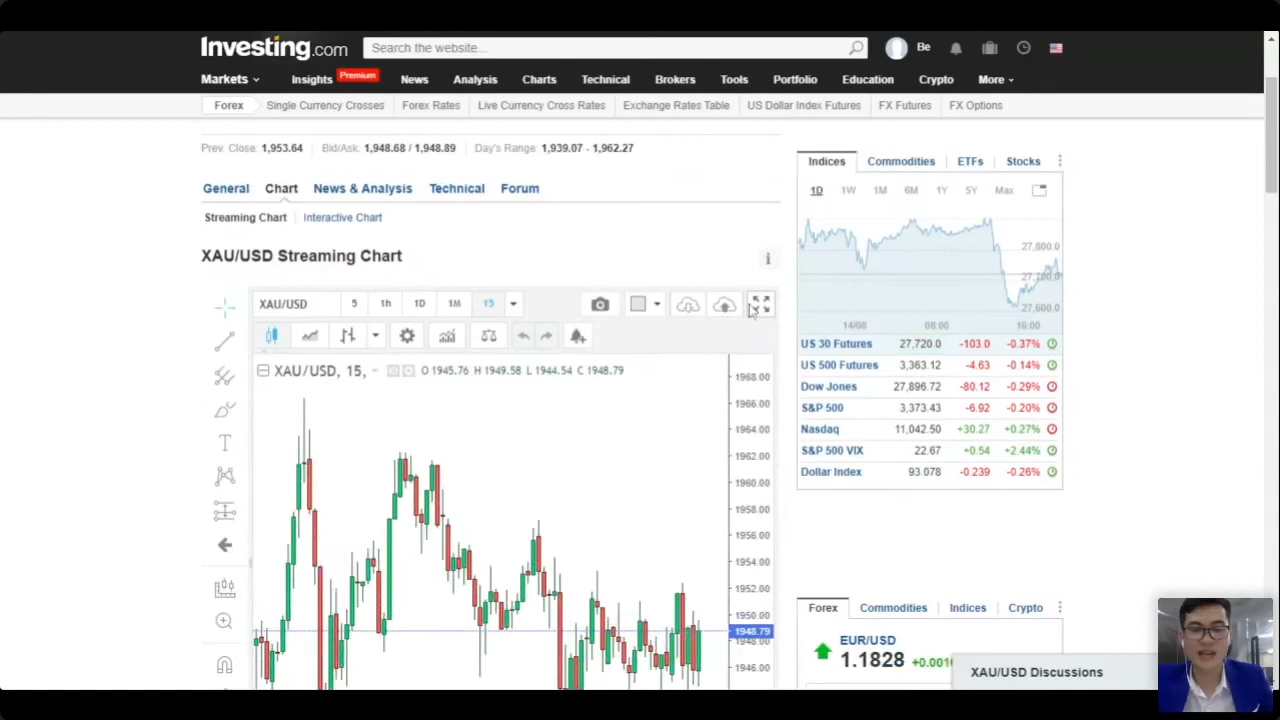 Investing.com
Search the website...
Be
Markets
Insights
Premium
News
Analysis
Charts
Technical
Brokers
Tools
Portfolio
Education
Crypto
More
Forex
Single Currency Crosses
Forex Rates
Live Currency Cross Rates
Exchange Rates Table
US Dollar Index Futures
FX Futures
FX Options
Prev. Close: 1,953.64
Bid/Ask: 1,948.68 / 1,948.89
Day's Range: 1,939.07 - 1,962.27
General
Chart
News & Analysis
Technical
Forum
Streaming Chart
Interactive Chart
XAU/USD Streaming Chart
i
XAU/USD
5
1h
1D
1M
15
T
XAU/USD, 15,
O 1945.76 H 1949.58 L 1944.54 C 1948.79
1968.00
1966.00
1964.00
1962.00
1960.00
1958.00
1956.00
1954.00
1952.00
1950.00
1948.79
1948.00
1946.00
Indices
Commodities
ETFs
Stocks
1D
1W
1M
6M
1Y
5Y
Max
27,800.0
27,700.0
27,600.0
14/08
08:00
16:00
US 30 Futures 27,720.0 -103.0 -0.37%
US 500 Futures 3,363.12 -4.63 -0.14%
Dow Jones 27,896.72 -80.12 -0.29%
S&P 500 3,373.43 -6.92 -0.20%
Nasdaq 11,042.50 +30.27 +0.27%
S&P 500 VIX 22.67 +0.54 +2.44%
Dollar Index 93.078 -0.239 -0.26%
Forex
Commodities
Indices
Crypto
EUR/USD
1.1828
XAU/USD Discussions